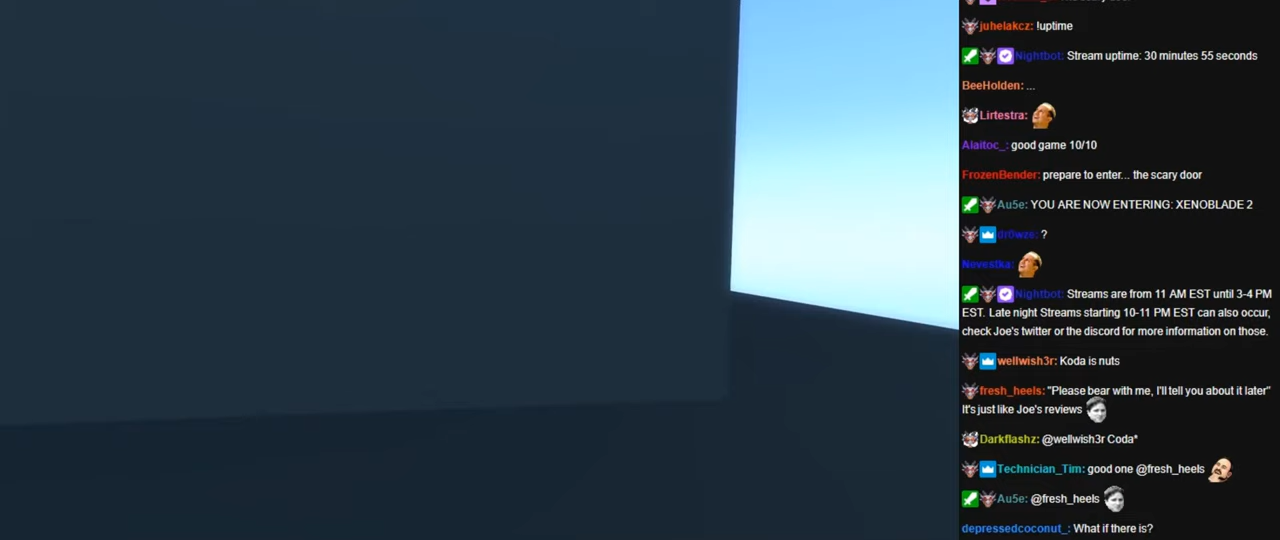 juhelakcz: !uptime
Nightbot: Stream uptime: 30 minutes 55 seconds
BeeHolden: ...
Lirtestra:
Alaitoc_: good game 10/10
FrozenBender: prepare to enter... the scary door
Au5e: YOU ARE NOW ENTERING: XENOBLADE 2
dr0wze: ?
Nevestka:
Nightbot: Streams are from 11 AM EST until 3-4 PM
EST. Late night Streams starting 10-11 PM EST can also occur,
check Joe's twitter or the discord for more information on those.
wellwish3r: Koda is nuts
fresh_heels: "Please bear with me, I'll tell you about it later"
It's just like Joe's reviews
Darkflashz: @wellwish3r Coda*
Technician_Tim: good one @fresh_heels
Au5e: @fresh_heels
depressedcoconut_: What if there is?